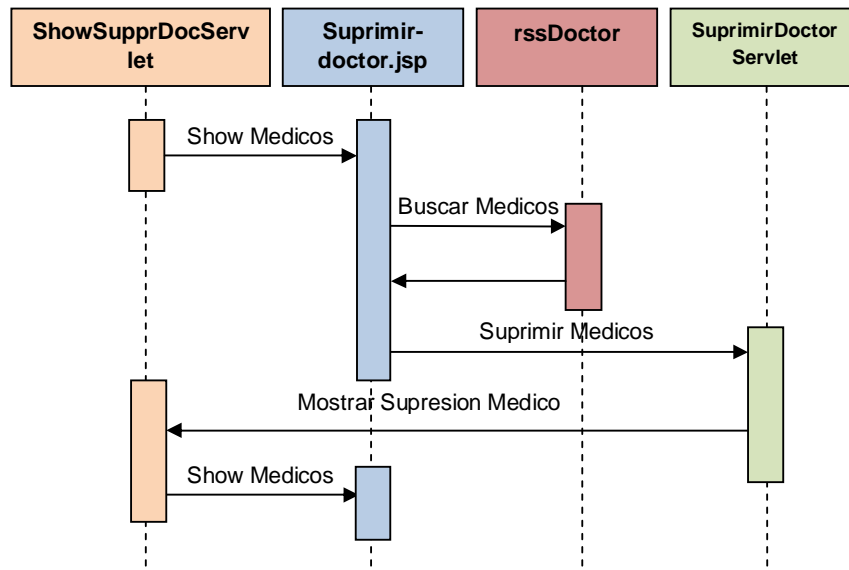 ShowSupprDocServ
let
Suprimir-
doctor.jsp
rssDoctor
SuprimirDoctor
Servlet
Show Medicos
Buscar Medicos
Suprimir Medicos
Mostrar Supresion Medico
Show Medicos